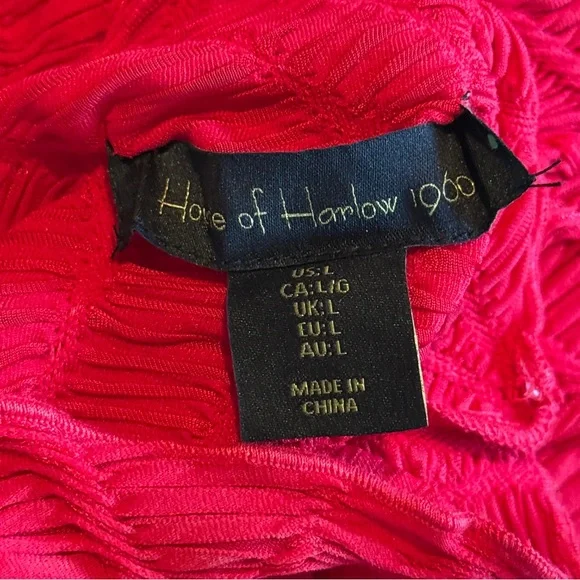 House of Harlow 1960
US: L
CA: L/G
UK: L
EU: L
AU: L
MADE IN
CHINA